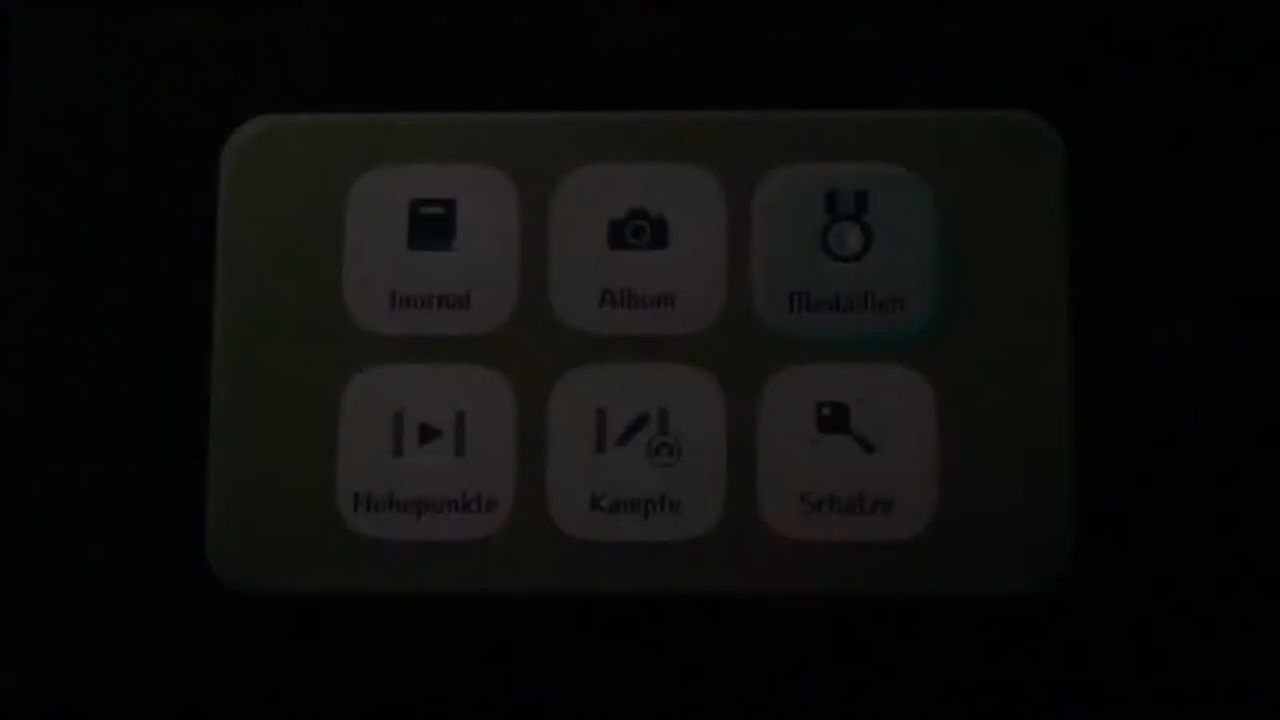 Journal
Album
Medaillen
Höhepunkte
Kämpfe
Schätze